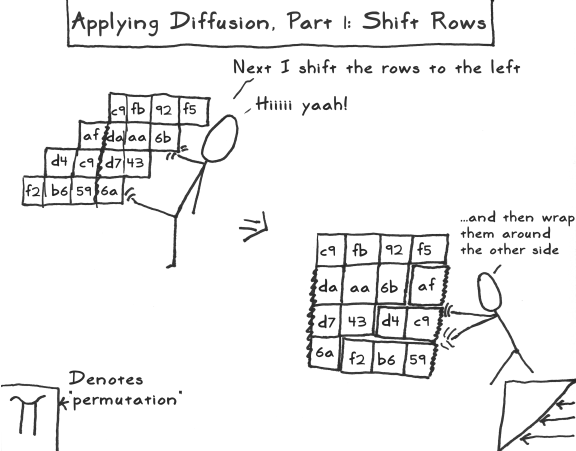 Applying Diffusion, Part 1: Shift Rows
Next I shift the rows to the left
Hiiiii yaah!
c9 fb 92 f5
af da aa 6b
d4 c9 d7 43
f2 b6 59 6a
...and then wrap
them around
the other side
c9 fb 92 f5
da aa 6b af
d7 43 d4 c9
6a f2 b6 59
Denotes
"permutation"
π